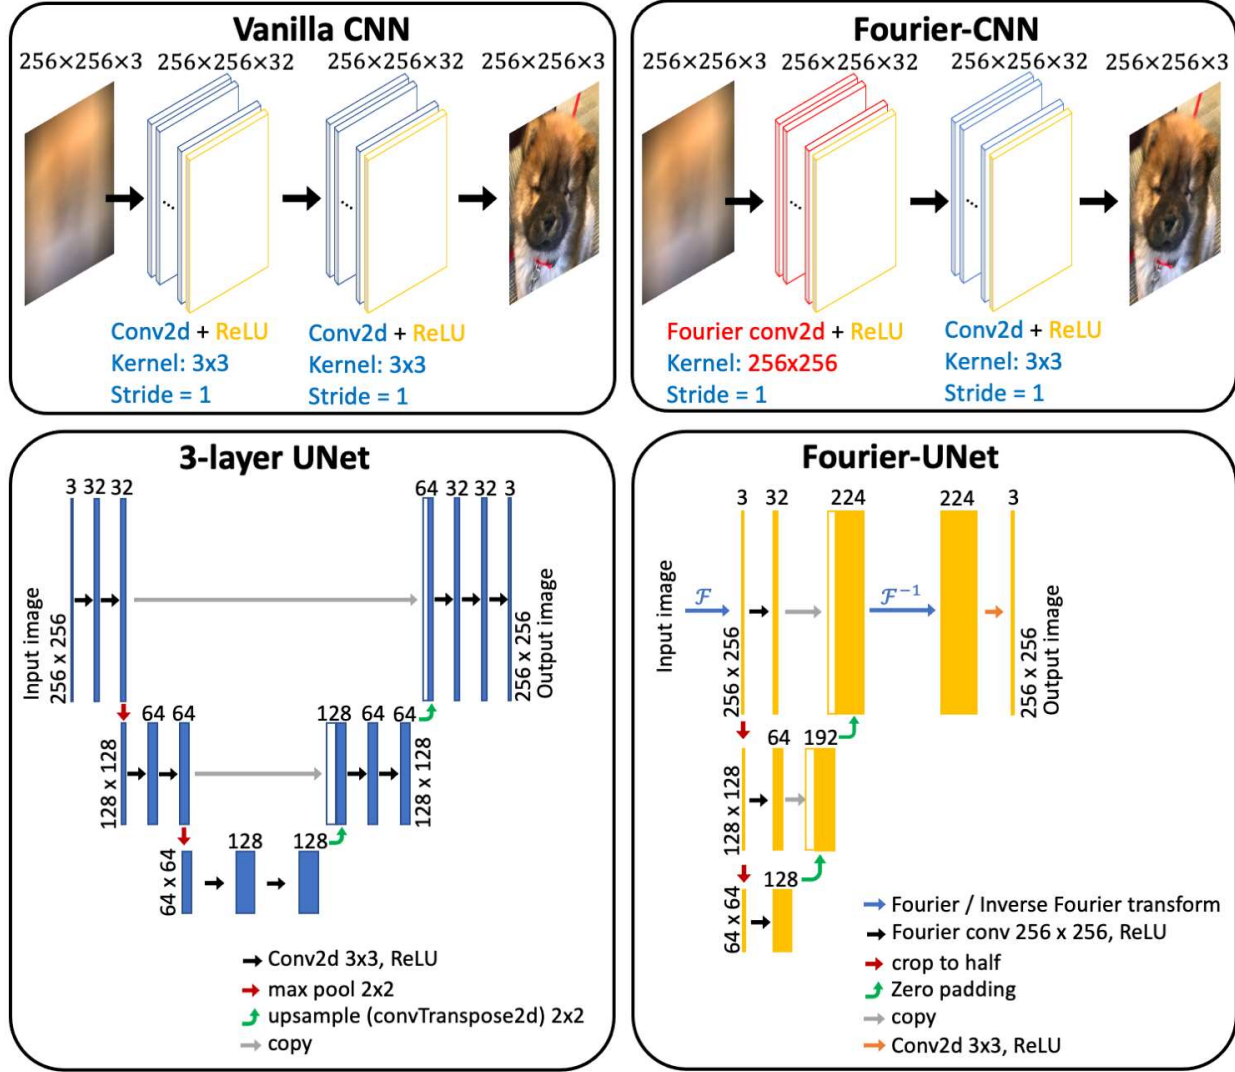 Vanilla CNN
256×256×3 256×256×32 256×256×32 256×256×3
...
...
Conv2d + ReLU
Kernel: 3x3
Stride = 1
Conv2d + ReLU
Kernel: 3x3
Stride = 1
Fourier-CNN
256×256×3 256×256×32 256×256×32 256×256×3
...
...
Fourier conv2d + ReLU
Kernel: 256x256
Stride = 1
Conv2d + ReLU
Kernel: 3x3
Stride = 1
3-layer UNet
3 32 32
64 32 32 3
Input image
256 x 256
256 x 256
Output image
64 64
128 64 64
128 x 128
128 x 128
128 128
64 x 64
Conv2d 3x3, ReLU
max pool 2x2
upsample (convTranspose2d) 2x2
copy
Fourier-UNet
3 32 224 224 3
Input image
ℱ
ℱ⁻¹
256 x 256
256 x 256
Output image
64 192
128 x 128
128
64 x 64
Fourier / Inverse Fourier transform
Fourier conv 256 x 256, ReLU
crop to half
Zero padding
copy
Conv2d 3x3, ReLU